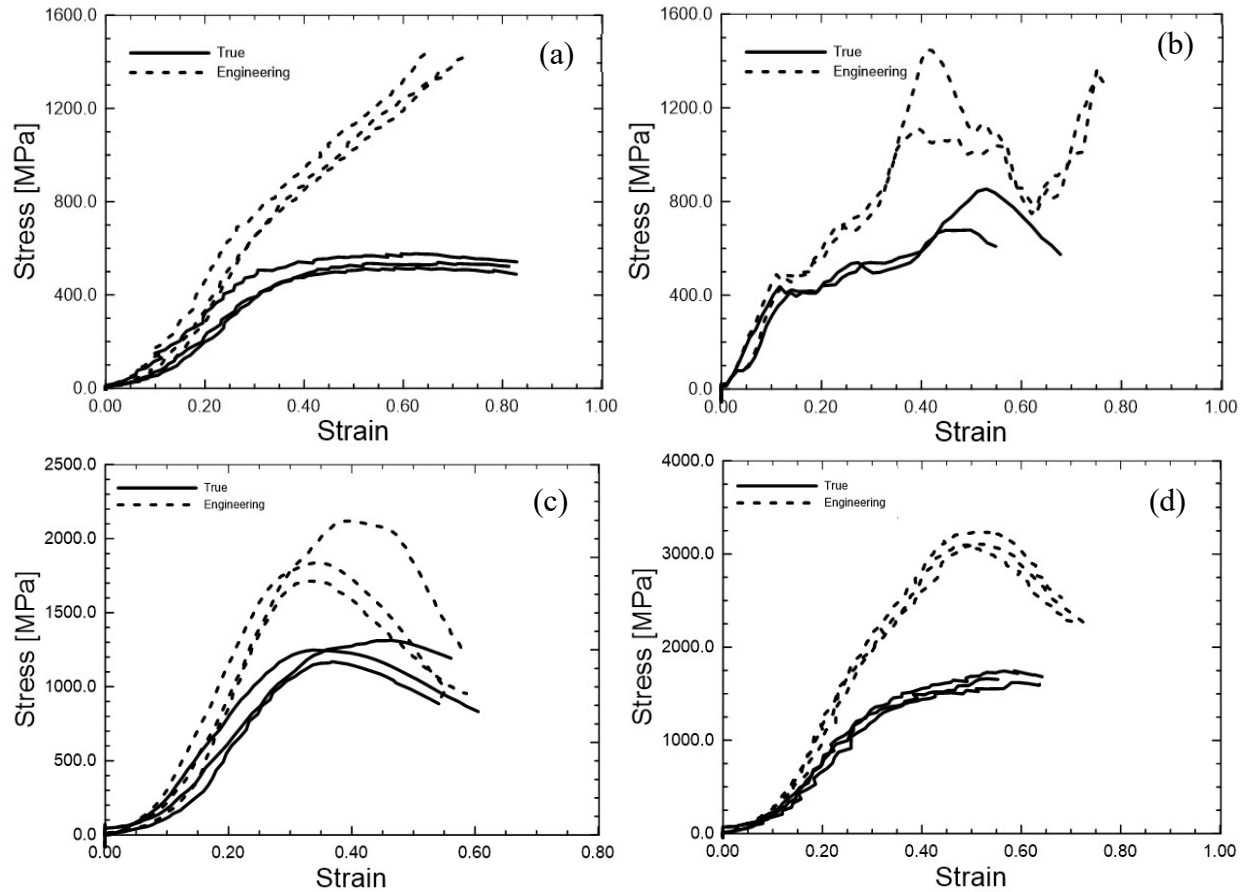 1600.0
True
Engineering
(a)
1200.0
800.0
400.0
0.0
0.00 0.20 0.40 0.60 0.80 1.00
Stress [MPa]
Strain
1600.0
True
Engineering
(b)
1200.0
800.0
400.0
0.0
0.00 0.20 0.40 0.60 0.80 1.00
Stress [MPa]
Strain
2500.0
True
Engineering
(c)
2000.0
1500.0
1000.0
500.0
0.0
0.00 0.20 0.40 0.60 0.80
Stress [MPa]
Strain
4000.0
True
Engineering
(d)
3000.0
2000.0
1000.0
0.0
0.00 0.20 0.40 0.60 0.80 1.00
Stress [MPa]
Strain